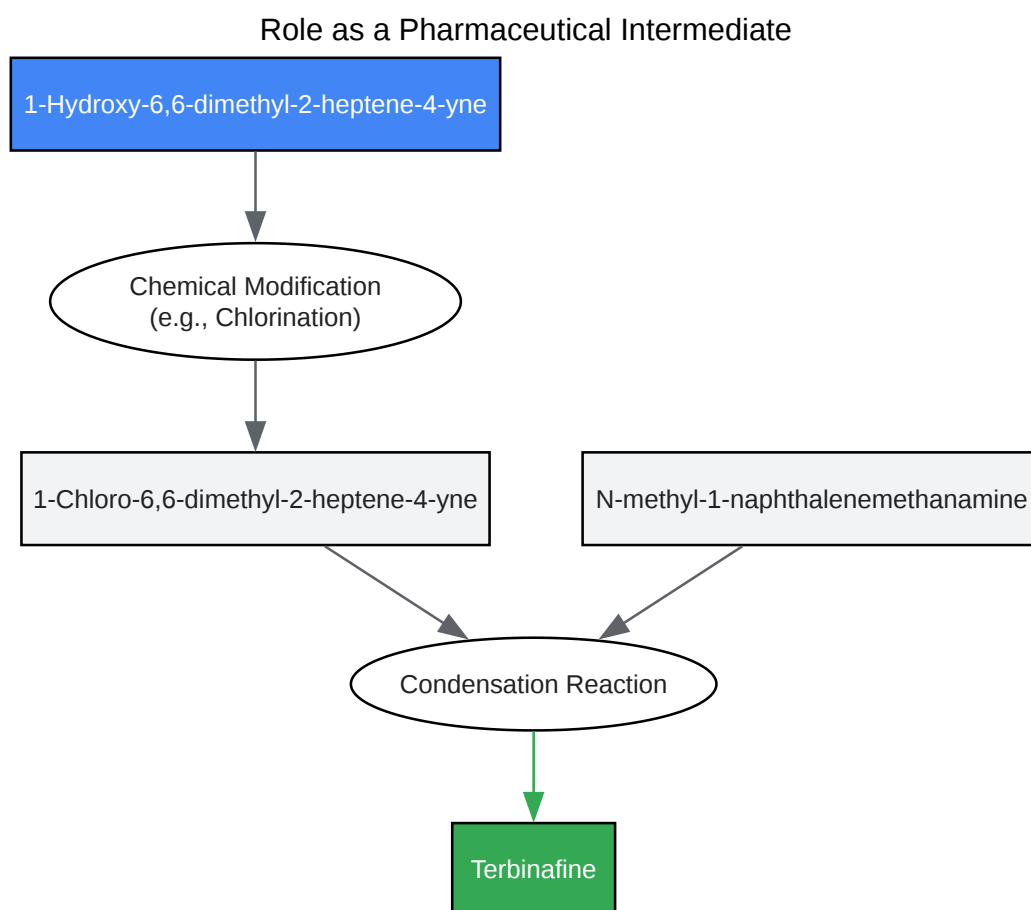 Role as a Pharmaceutical Intermediate
1-Hydroxy-6,6-dimethyl-2-heptene-4-yne
Chemical Modification
(e.g., Chlorination)
1-Chloro-6,6-dimethyl-2-heptene-4-yne
N-methyl-1-naphthalenemethanamine
Condensation Reaction
Terbinafine